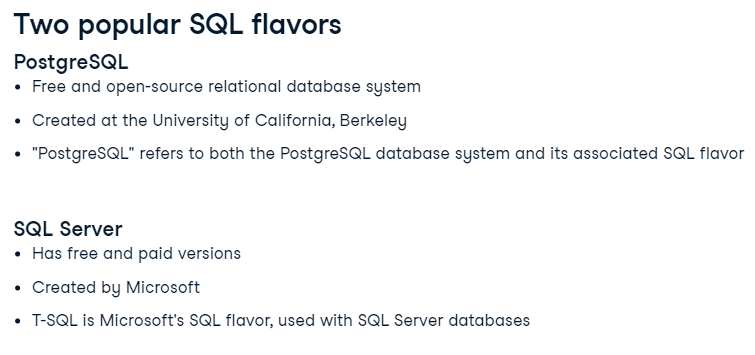 Two popular SQL flavors
PostgreSQL
• Free and open-source relational database system
• Created at the University of California, Berkeley
• "PostgreSQL" refers to both the PostgreSQL database system and its associated SQL flavor
SQL Server
• Has free and paid versions
• Created by Microsoft
• T-SQL is Microsoft's SQL flavor, used with SQL Server databases